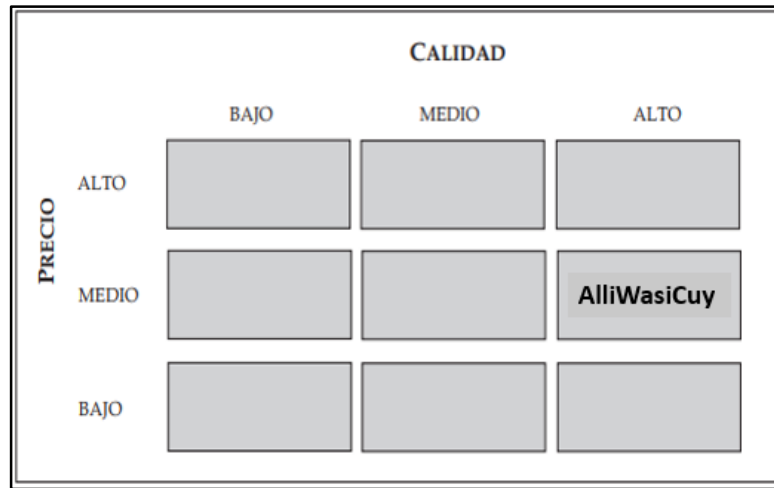 CALIDAD
BAJO MEDIO ALTO
PRECIO
ALTO
MEDIO AlliWasiCuy
BAJO